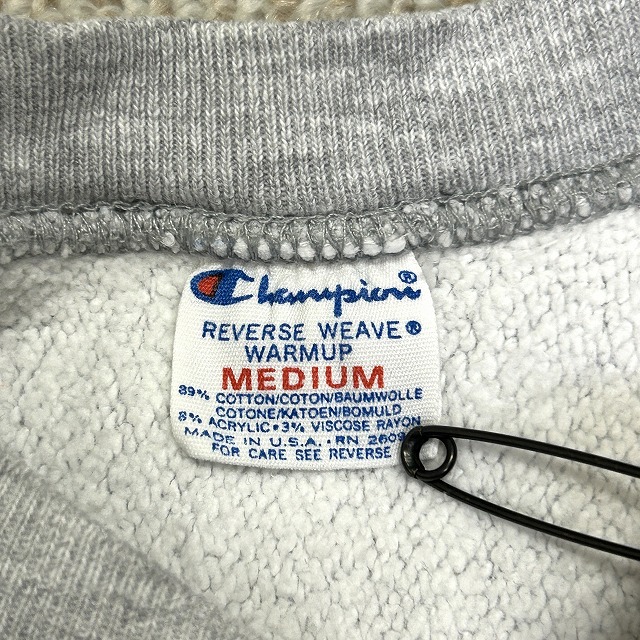 Champion®
REVERSE WEAVE®
WARMUP
MEDIUM
89% COTTON/COTON/BAUMWOLLE
COTONE/KATOEN/BOMULD
8% ACRYLIC•3% VISCOSE RAYON
MADE IN U.S.A.•RN
FOR CARE SEE REVERSE